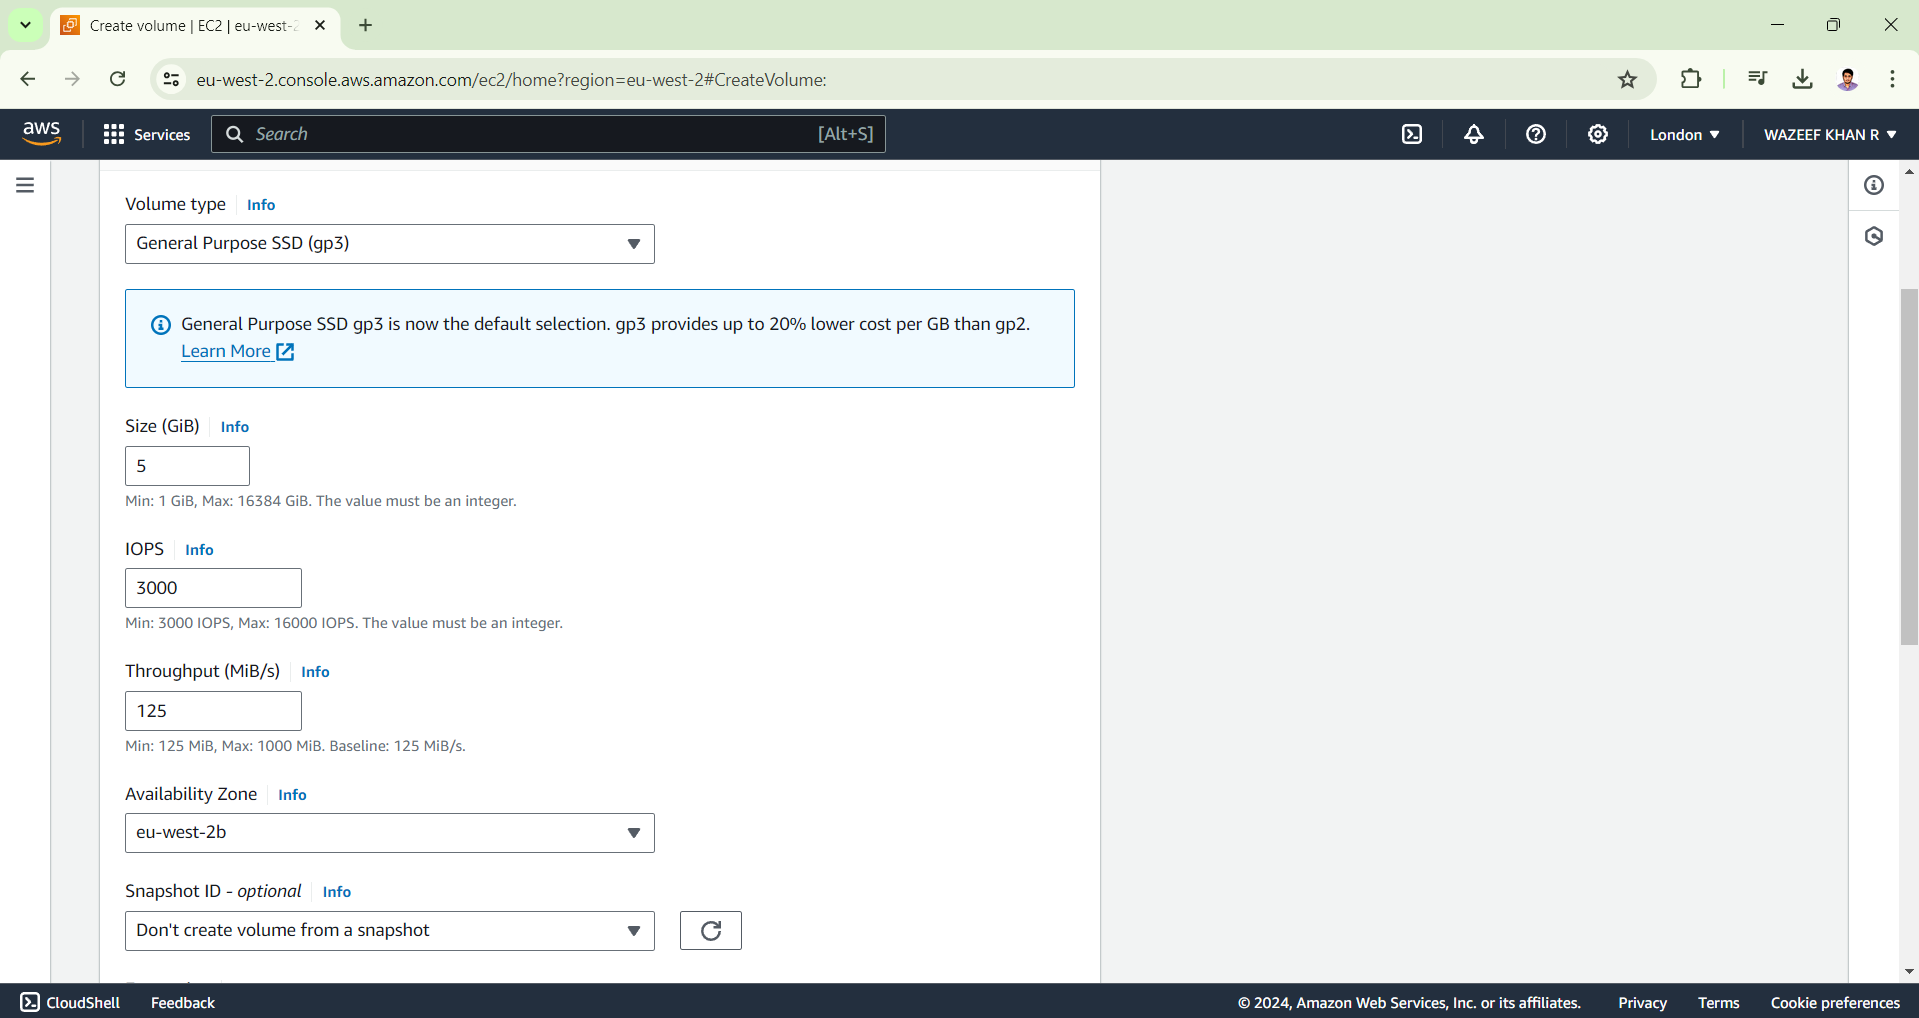 Create volume | EC2 | eu-west-2
eu-west-2.console.aws.amazon.com/ec2/home?region=eu-west-2#CreateVolume:
aws
Services
Search
[Alt+S]
London
WAZEEF KHAN R
Volume type Info
General Purpose SSD (gp3)
General Purpose SSD gp3 is now the default selection. gp3 provides up to 20% lower cost per GB than gp2.
Learn More
Size (GiB) Info
5
Min: 1 GiB, Max: 16384 GiB. The value must be an integer.
IOPS Info
3000
Min: 3000 IOPS, Max: 16000 IOPS. The value must be an integer.
Throughput (MiB/s) Info
125
Min: 125 MiB, Max: 1000 MiB. Baseline: 125 MiB/s.
Availability Zone Info
eu-west-2b
Snapshot ID - optional Info
Don't create volume from a snapshot
CloudShell Feedback
© 2024, Amazon Web Services, Inc. or its affiliates. Privacy Terms Cookie preferences